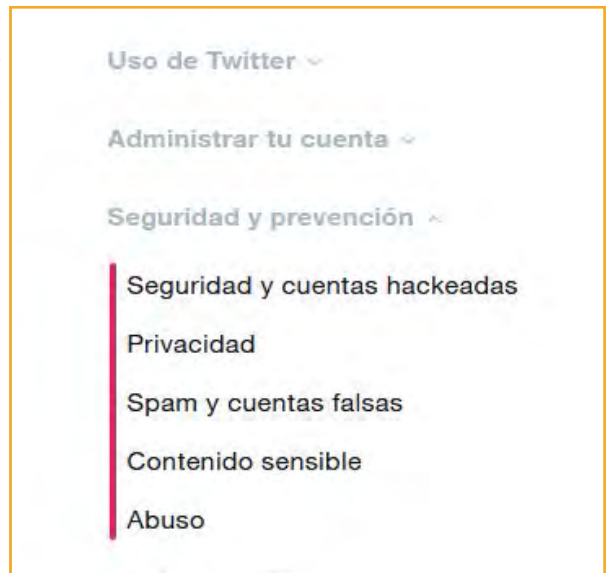 Uso de Twitter
Administrar tu cuenta
Seguridad y prevención
Seguridad y cuentas hackeadas
Privacidad
Spam y cuentas falsas
Contenido sensible
Abuso